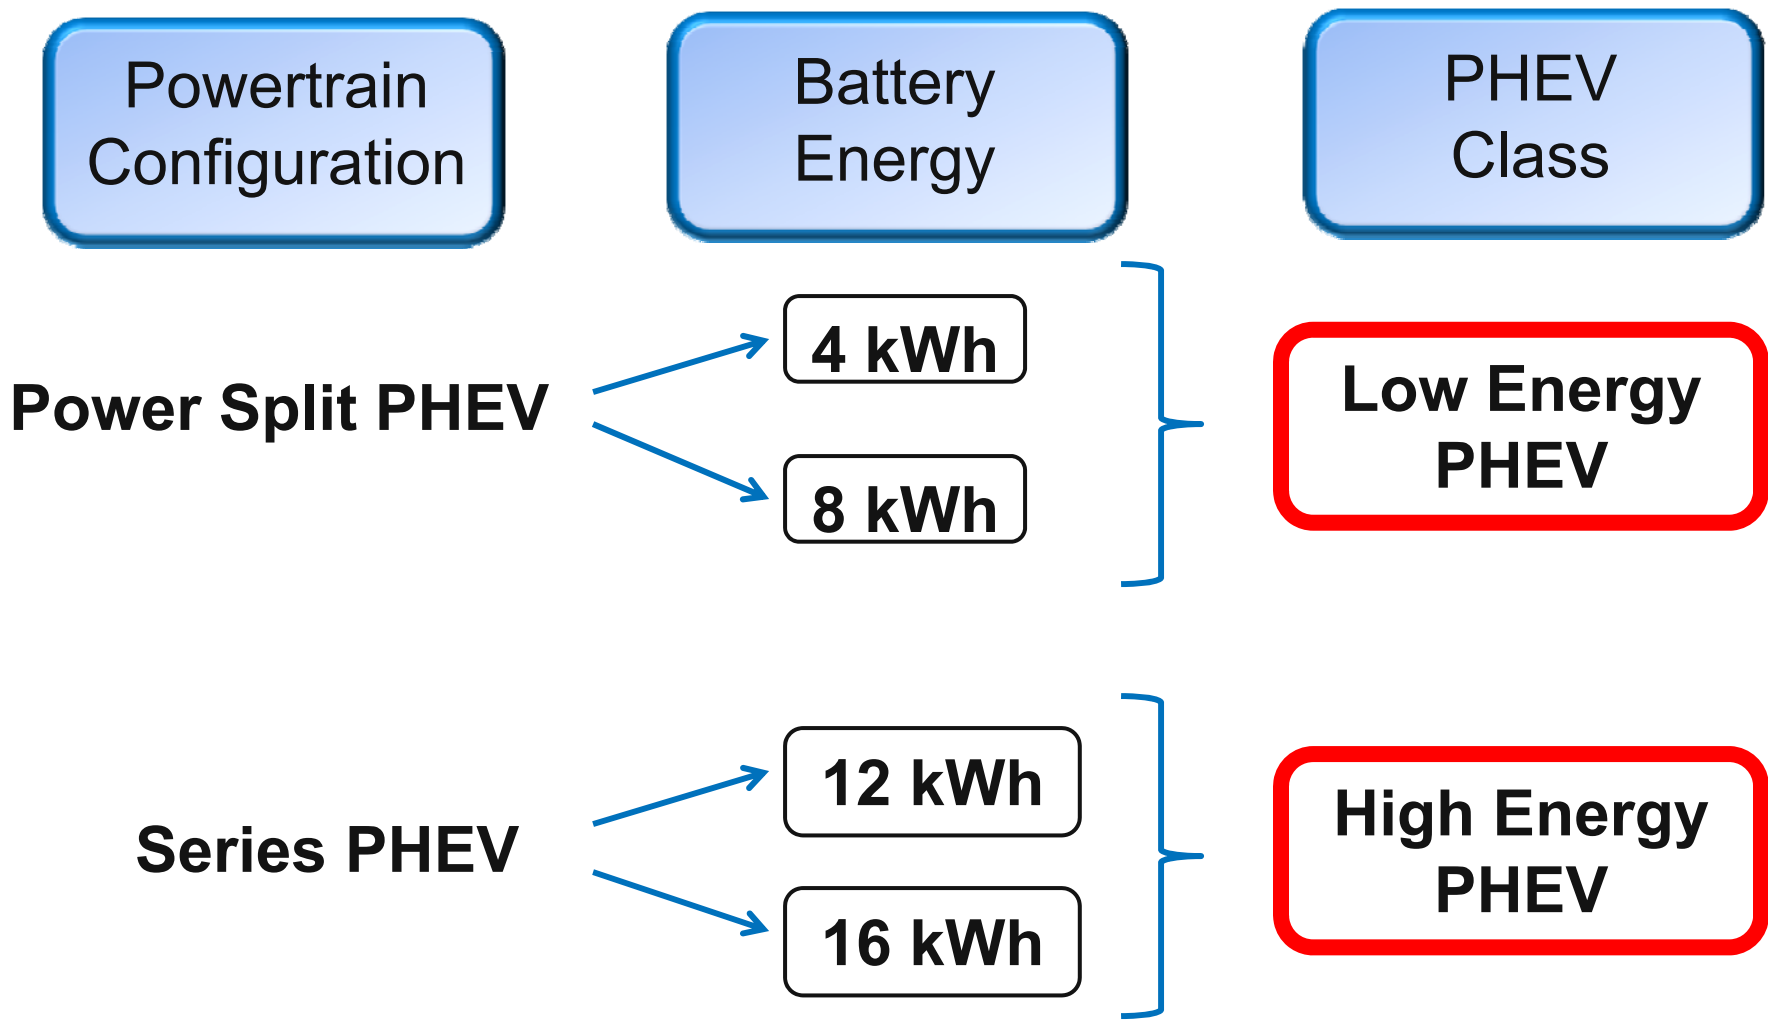 Powertrain
Configuration
Battery
Energy
PHEV
Class
Power Split PHEV
4 kWh
8 kWh
Low Energy
PHEV
Series PHEV
12 kWh
16 kWh
High Energy
PHEV